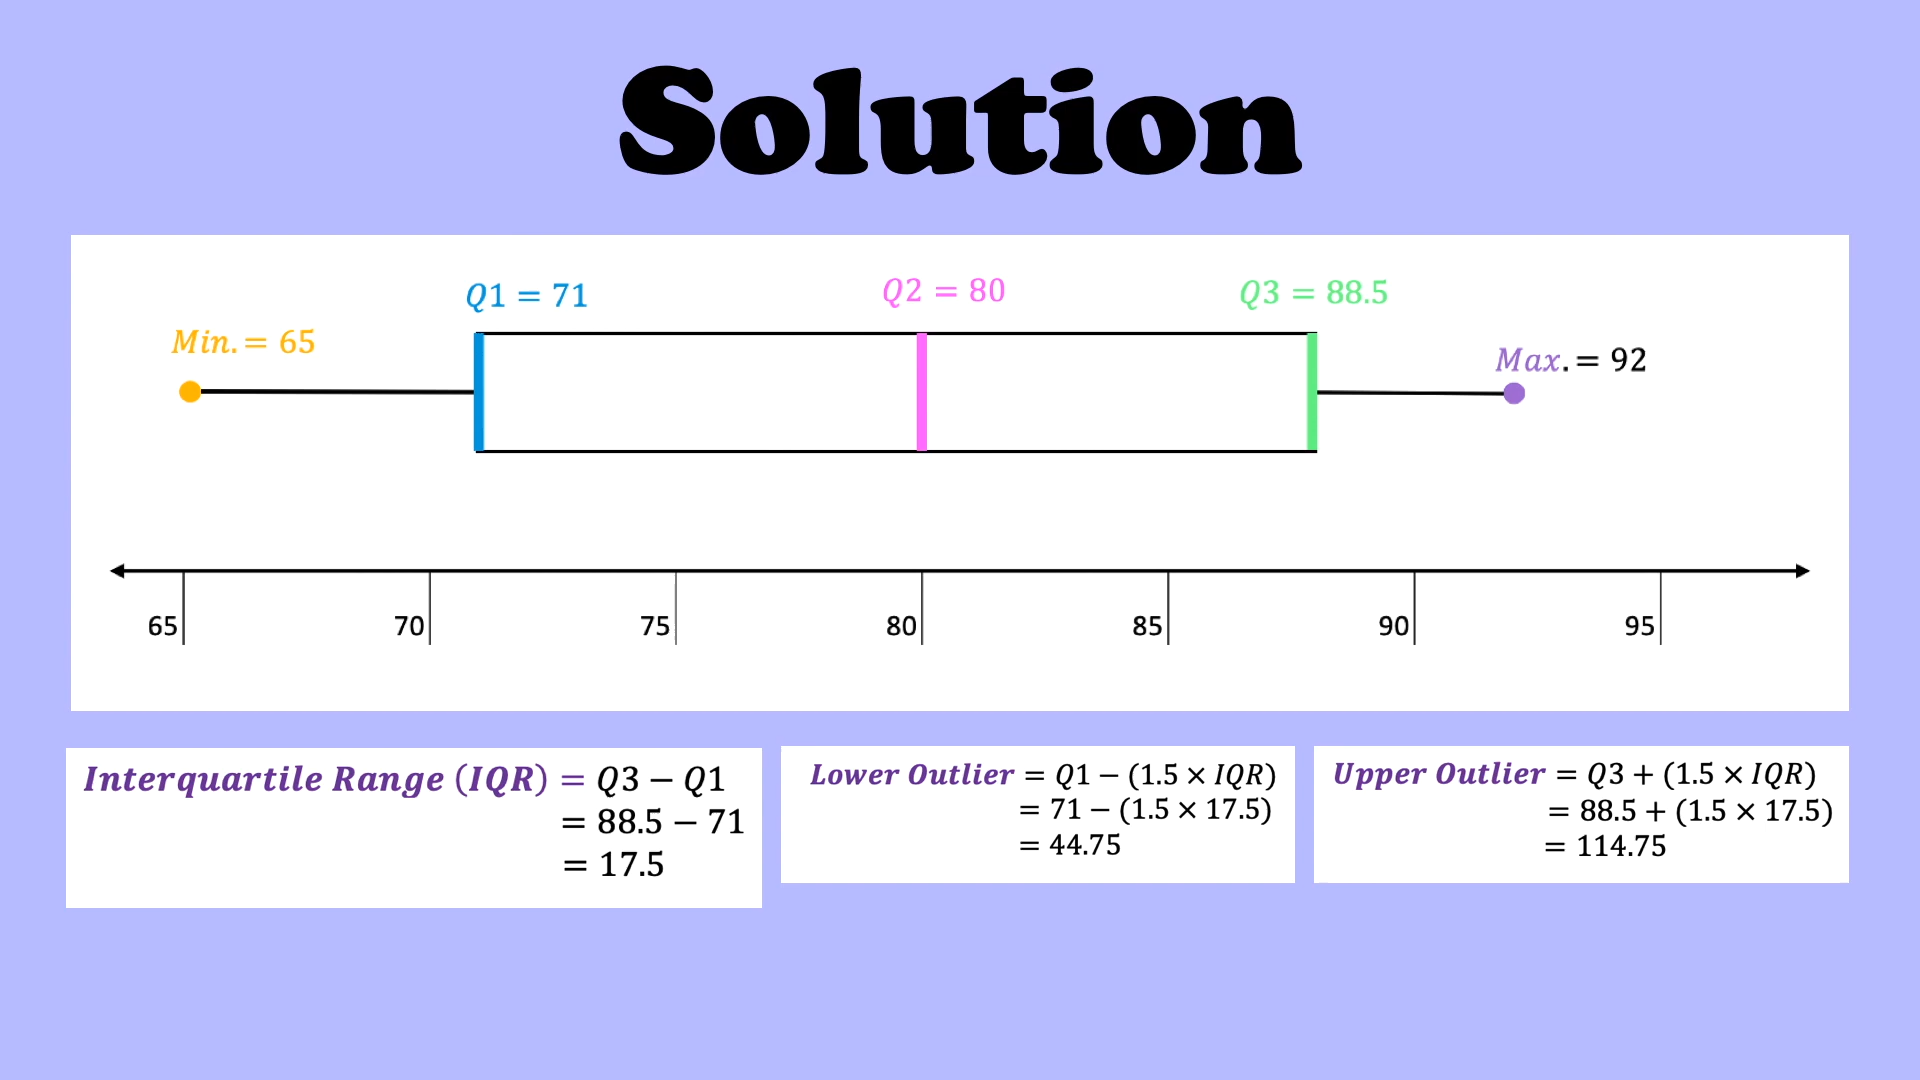 Solution
Q1 = 71
Q2 = 80
Q3 = 88.5
Min. = 65
Max. = 92
65 70 75 80 85 90 95
Interquartile Range (IQR) = Q3 − Q1
= 88.5 − 71
= 17.5
Lower Outlier = Q1 − (1.5 × IQR)
= 71 − (1.5 × 17.5)
= 44.75
Upper Outlier = Q3 + (1.5 × IQR)
= 88.5 + (1.5 × 17.5)
= 114.75